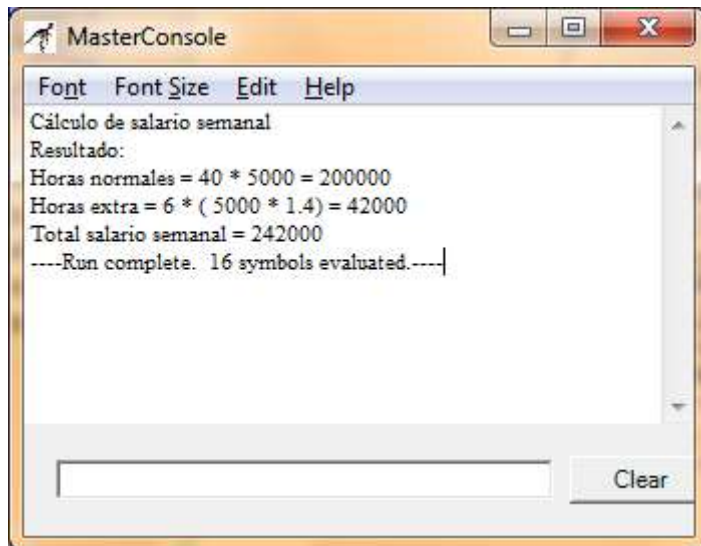 MasterConsole
Font Font Size Edit Help
Cálculo de salario semanal
Resultado:
Horas normales = 40 * 5000 = 200000
Horas extra = 6 * ( 5000 * 1.4) = 42000
Total salario semanal = 242000
----Run complete.  16 symbols evaluated.----
Clear